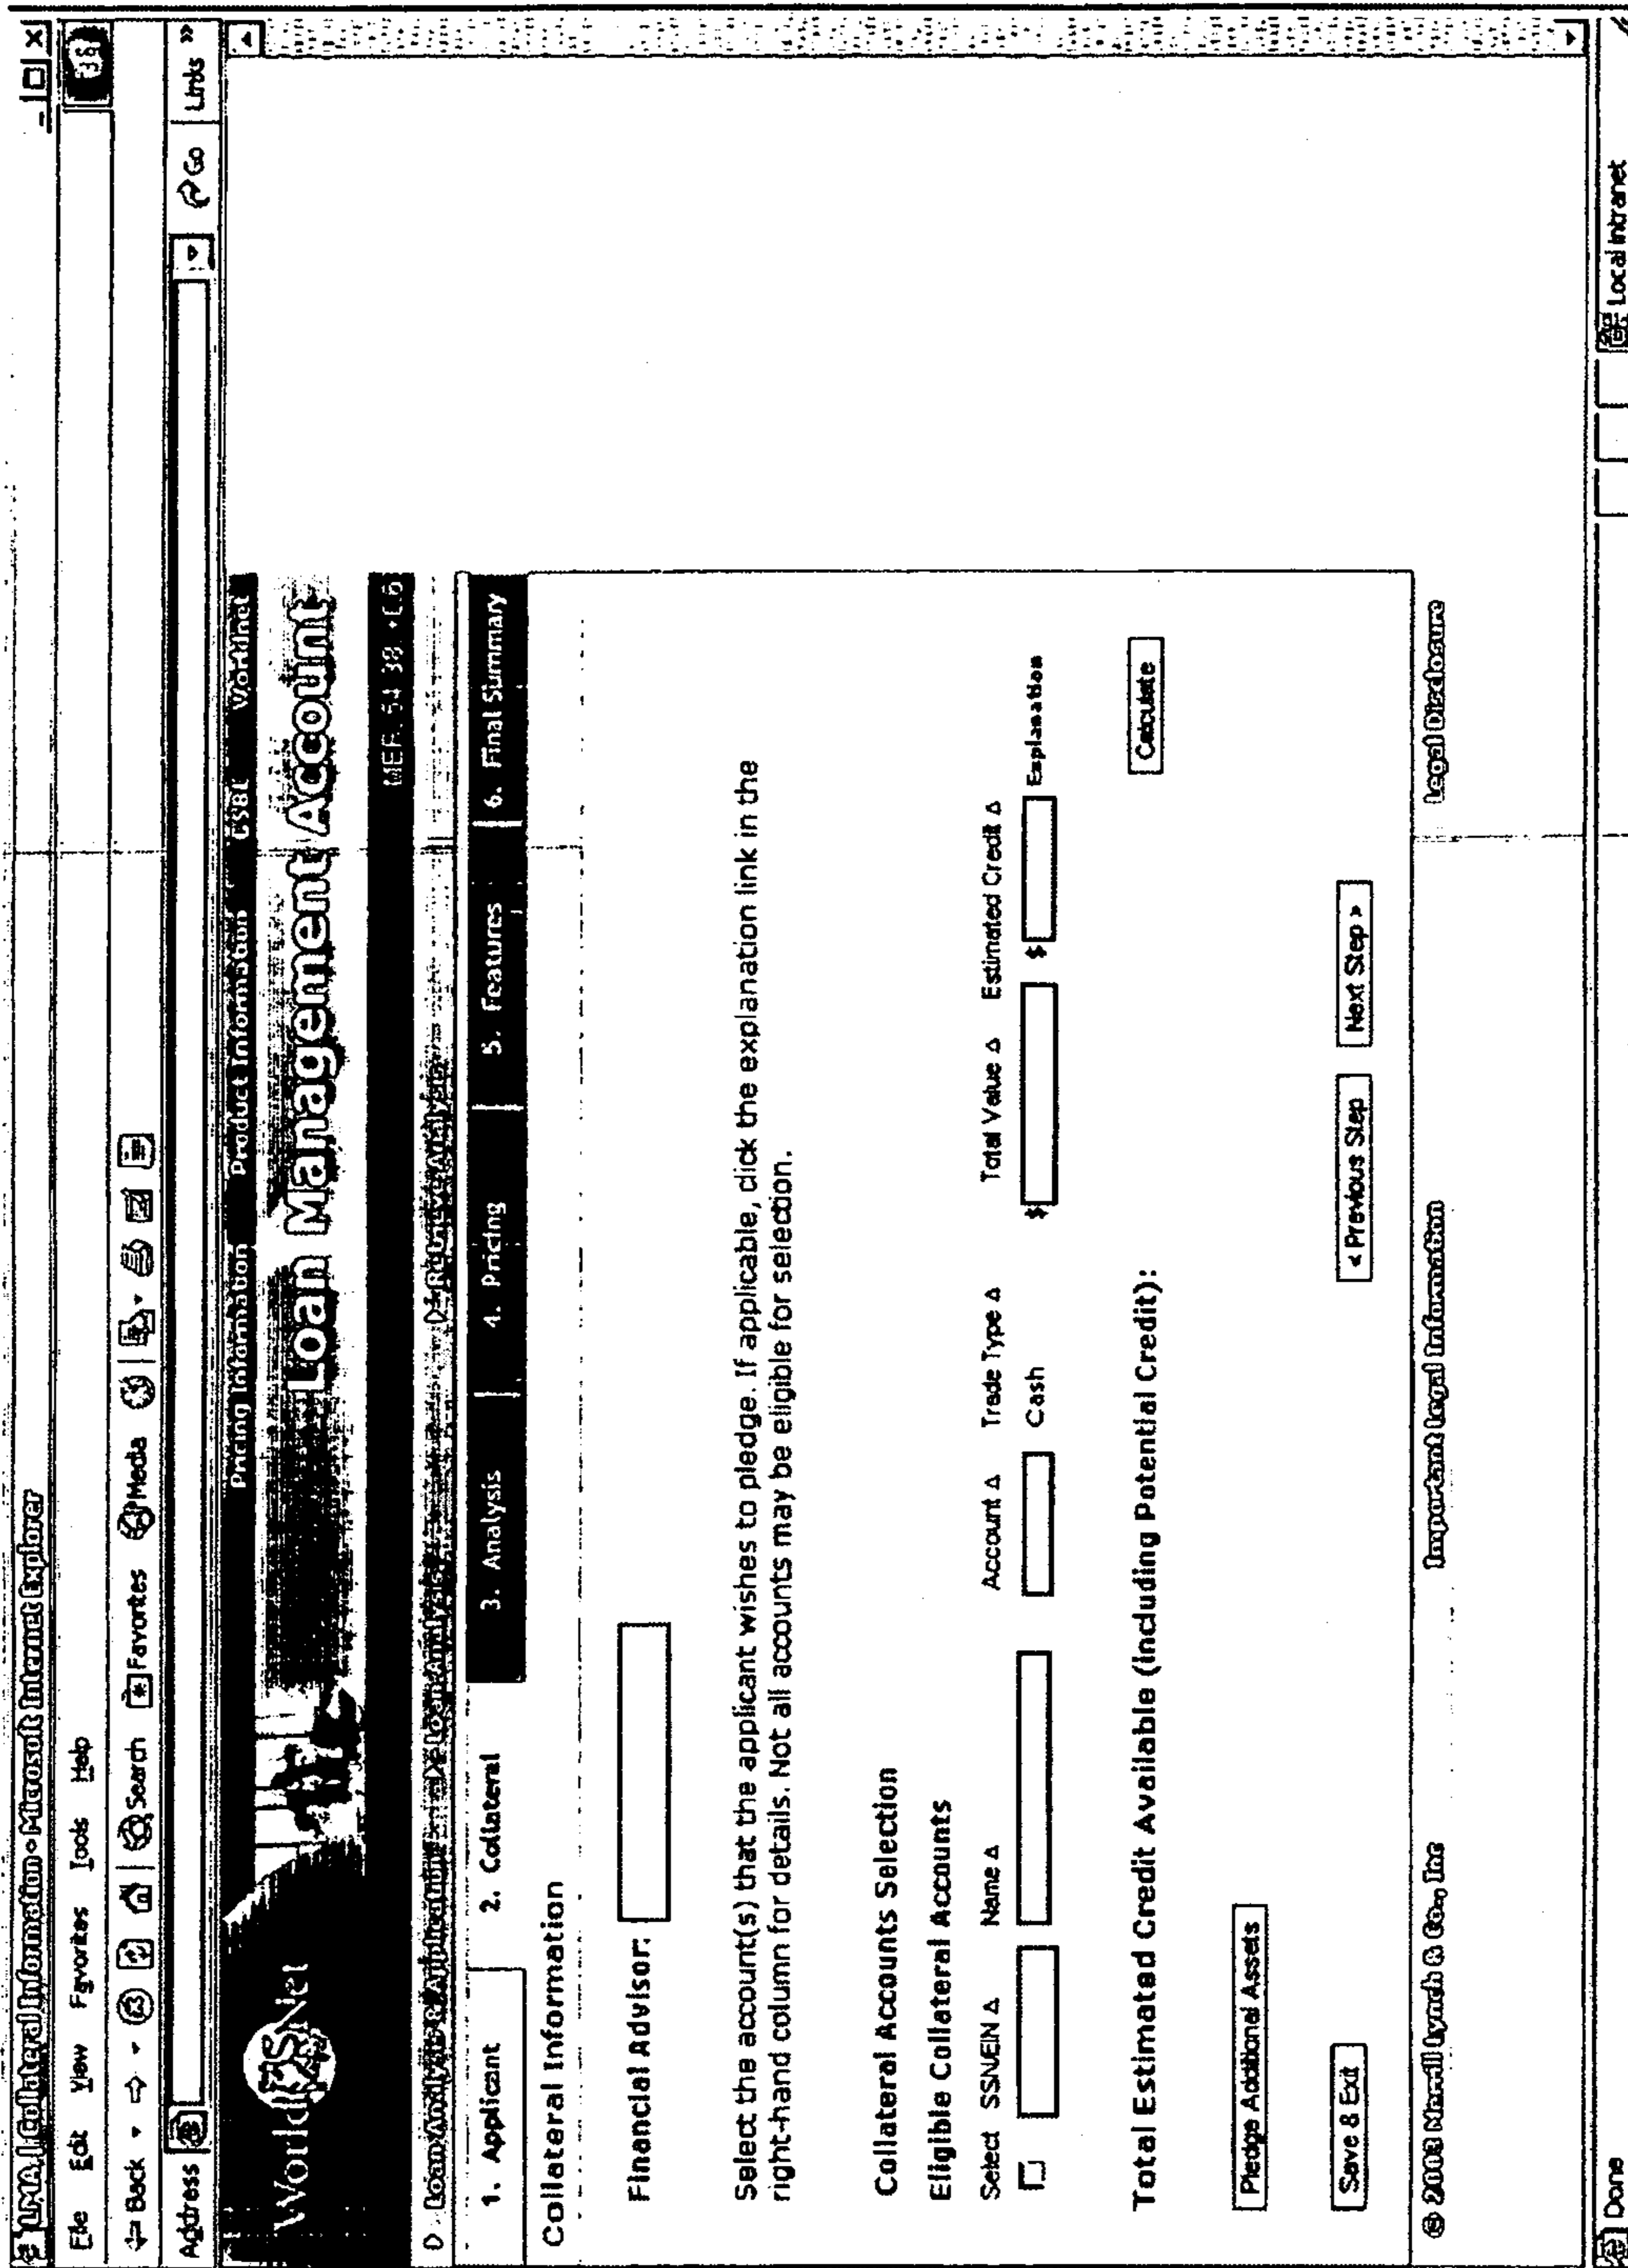 LMA | Collateral Information - Microsoft Internet Explorer
File Edit View Favorites Tools Help
Back Search Favorites Media
Address Go Links »
Pricing Information Product Information WorldNet
Loan Management Account
1. Applicant 2. Collateral 3. Analysis 4. Pricing 5. Features 6. Final Summary
Collateral Information
Financial Advisor:
Select the account(s) that the applicant wishes to pledge. If applicable, click the explanation link in the
right-hand column for details. Not all accounts may be eligible for selection.
Collateral Accounts Selection
Eligible Collateral Accounts
Select SSN/EIN Δ Name Δ Account Δ Trade Type Δ Total Value Δ Estimated Credit Δ
Cash $ $ Explanation
Total Estimated Credit Available (including Potential Credit):
Calculate
Pledge Additional Assets
Save & Exit < Previous Step Next Step >
Merrill Lynch & Co., Inc Important Legal Information Legal Disclosure
Done Local intranet